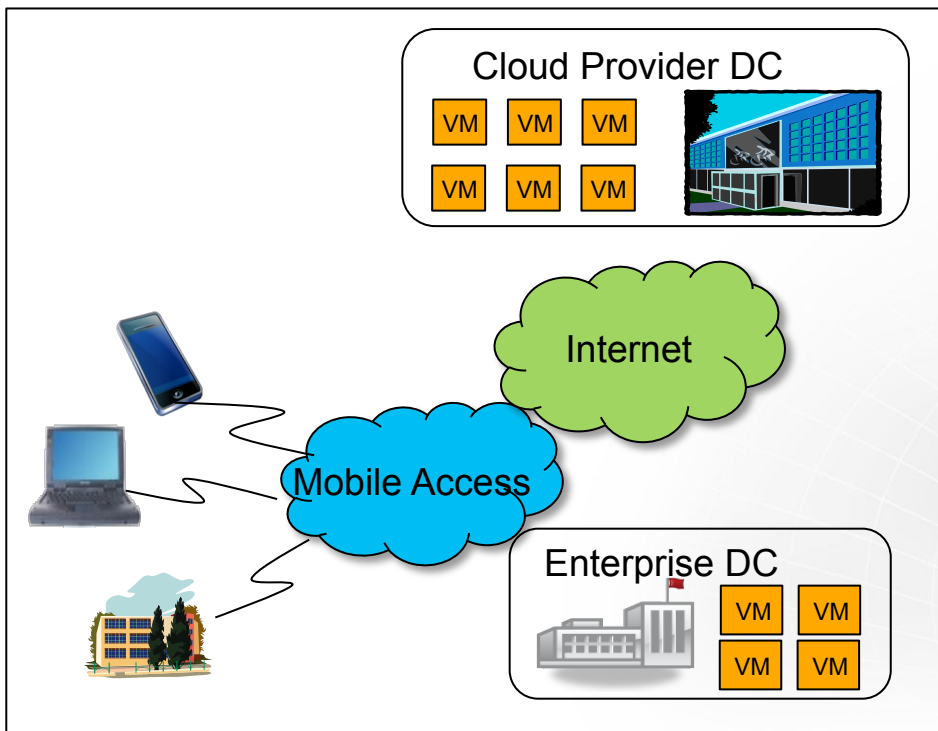 Cloud Provider DC
VM VM VM
VM VM VM
Internet
Mobile Access
Enterprise DC
VM VM
VM VM